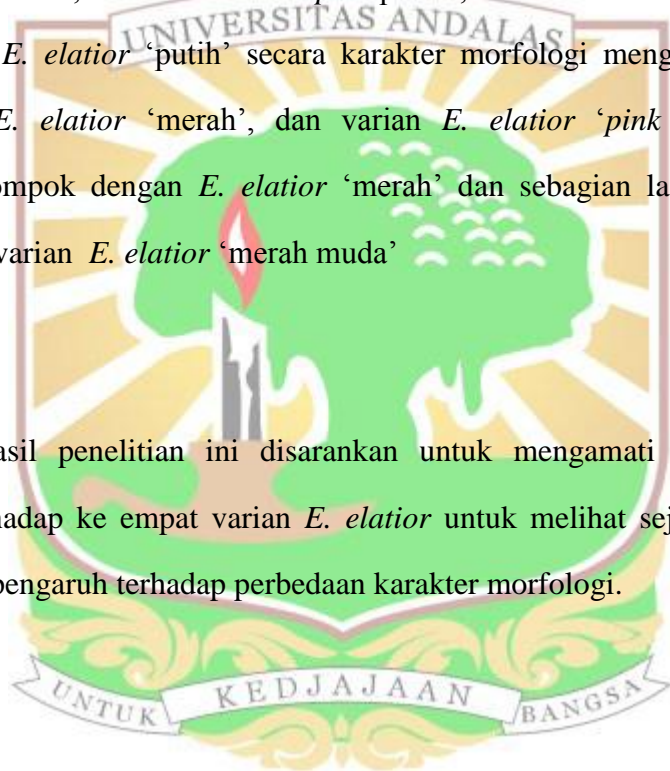 UNIVERSITAS ANDALAS
E. elatior ‘putih’ secara karakter morfologi meng
E. elatior ‘merah’, dan varian E. elatior ‘pink
ompok dengan E. elatior ‘merah’ dan sebagian la
varian E. elatior ‘merah muda’
asil penelitian ini disarankan untuk mengamati
hadap ke empat varian E. elatior untuk melihat sej
pengaruh terhadap perbedaan karakter morfologi.
UNTUK KEDJAJAAN BANGSA